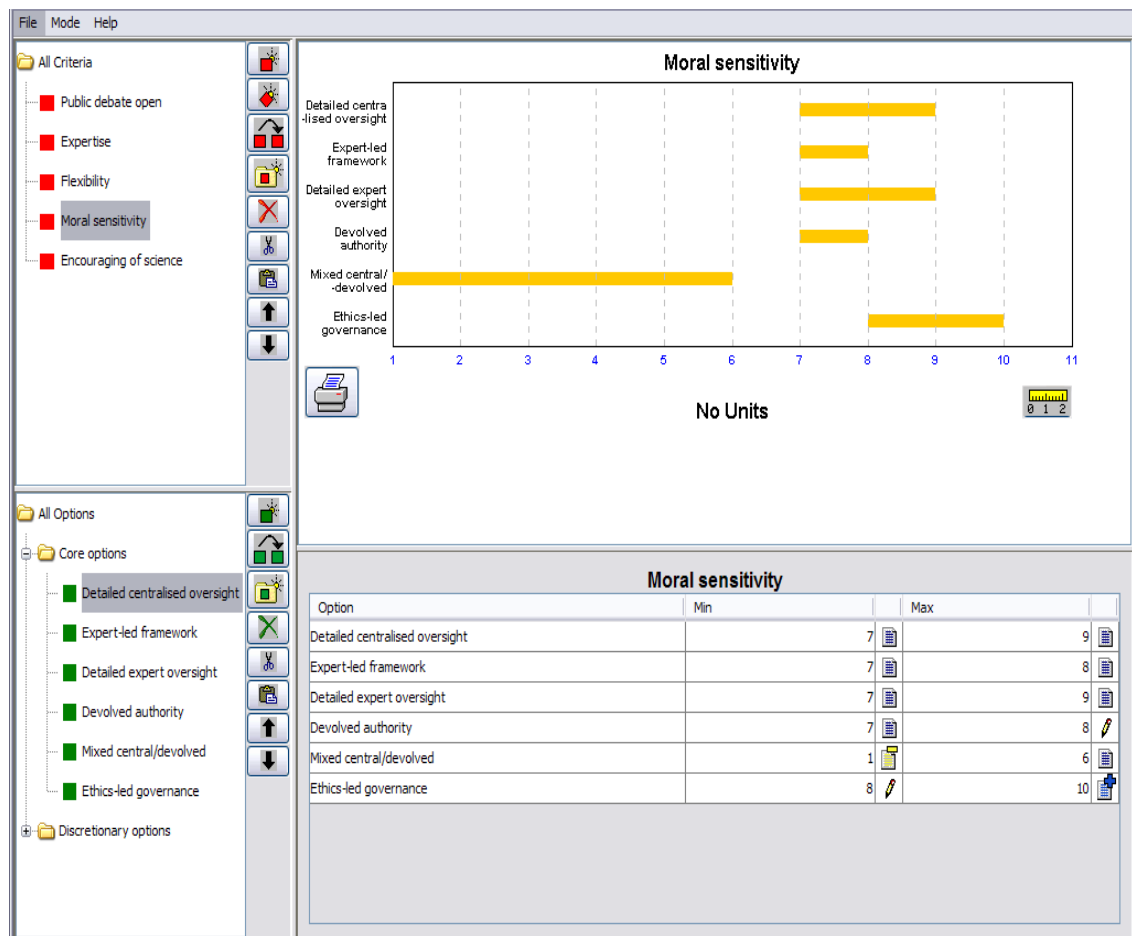 File Mode Help
All Criteria
Public debate open
Expertise
Flexibility
Moral sensitivity
Encouraging of science
Moral sensitivity
Detailed centra
-lised oversight
Expert-led
framework
Detailed expert
oversight
Devolved
authority
Mixed central/
-devolved
Ethics-led
governance
1 2 3 4 5 6 7 8 9 10 11
No Units
0 1 2
All Options
Core options
Detailed centralised oversight
Expert-led framework
Detailed expert oversight
Devolved authority
Mixed central/devolved
Ethics-led governance
Discretionary options
Moral sensitivity
Option Min Max
Detailed centralised oversight 7 9
Expert-led framework 7 8
Detailed expert oversight 7 9
Devolved authority 7 8
Mixed central/devolved 1 6
Ethics-led governance 8 10